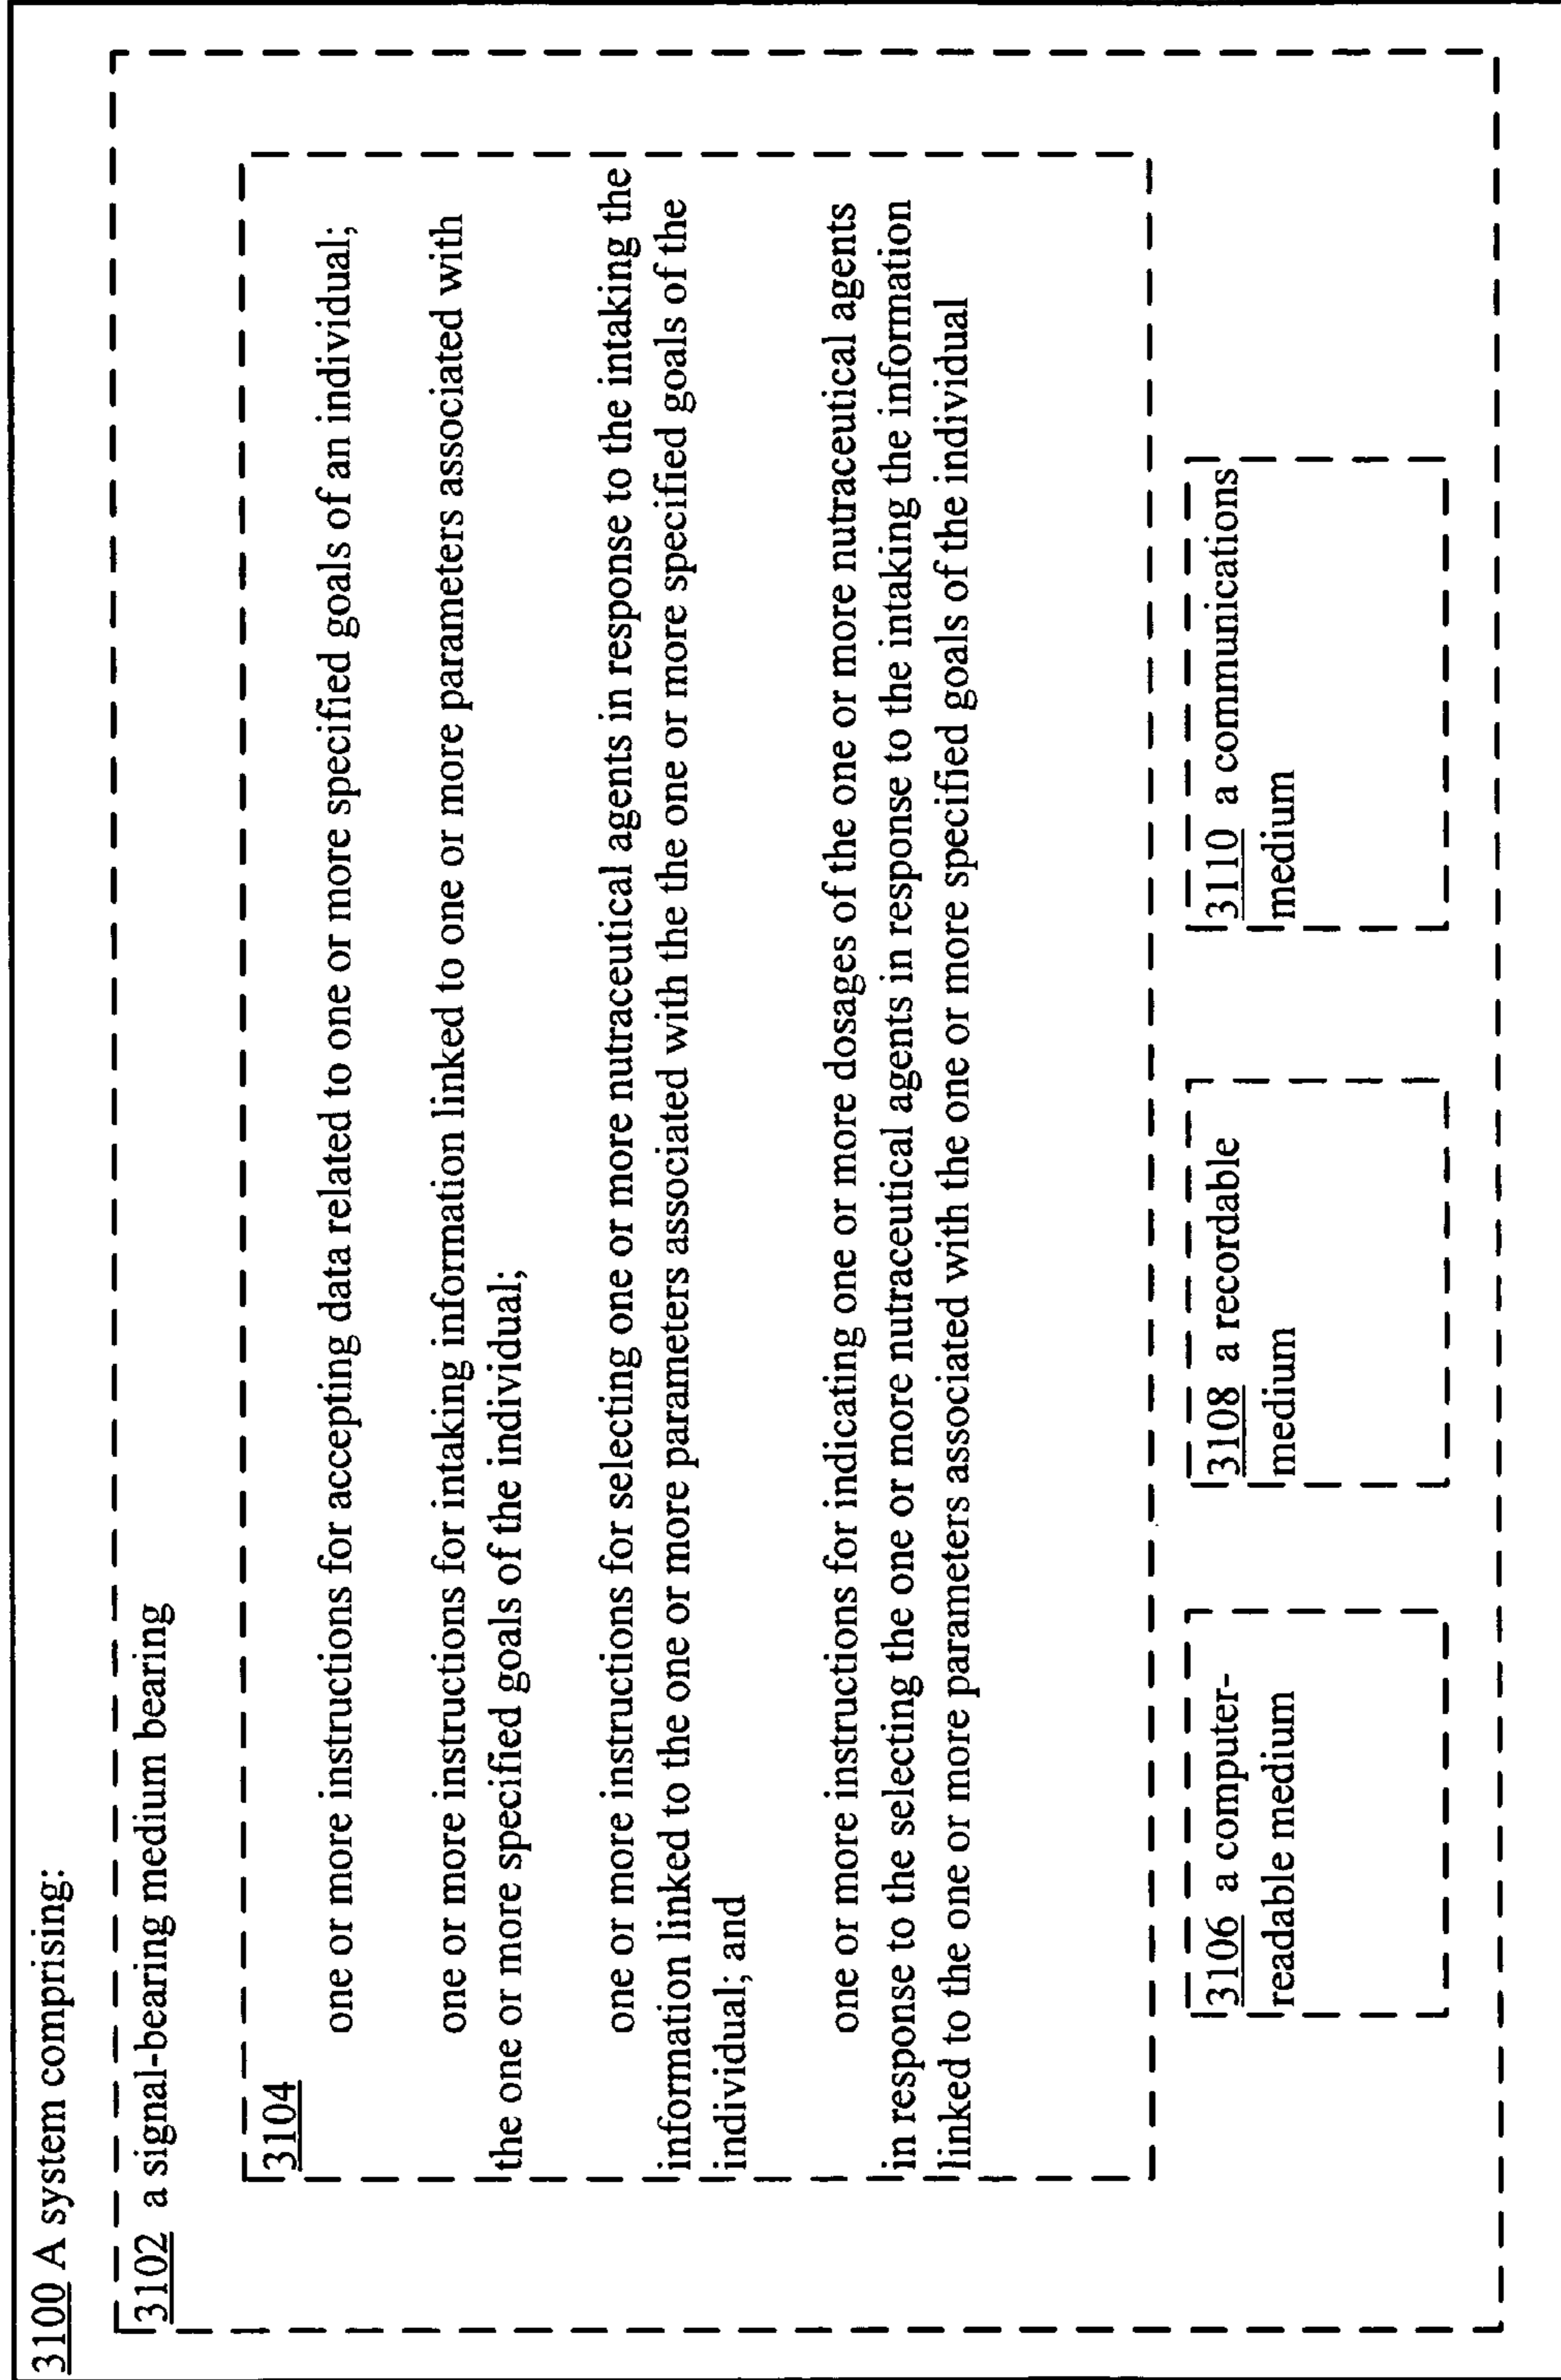 3100 A system comprising:
3102 a signal-bearing medium bearing
3104
one or more instructions for accepting data related to one or more specified goals of an individual;
one or more instructions for intaking information linked to one or more parameters associated with
the one or more specified goals of the individual;
one or more instructions for selecting one or more nutraceutical agents in response to the intaking the
information linked to the one or more parameters associated with the the one or more specified goals of the
individual; and
one or more instructions for indicating one or more dosages of the one or more nutraceutical agents
in response to the selecting the one or more nutraceutical agents in response to the intaking the information
linked to the one or more parameters associated with the one or more specified goals of the individual
3106 a computer-
readable medium
3108 a recordable
medium
3110 a communications
medium